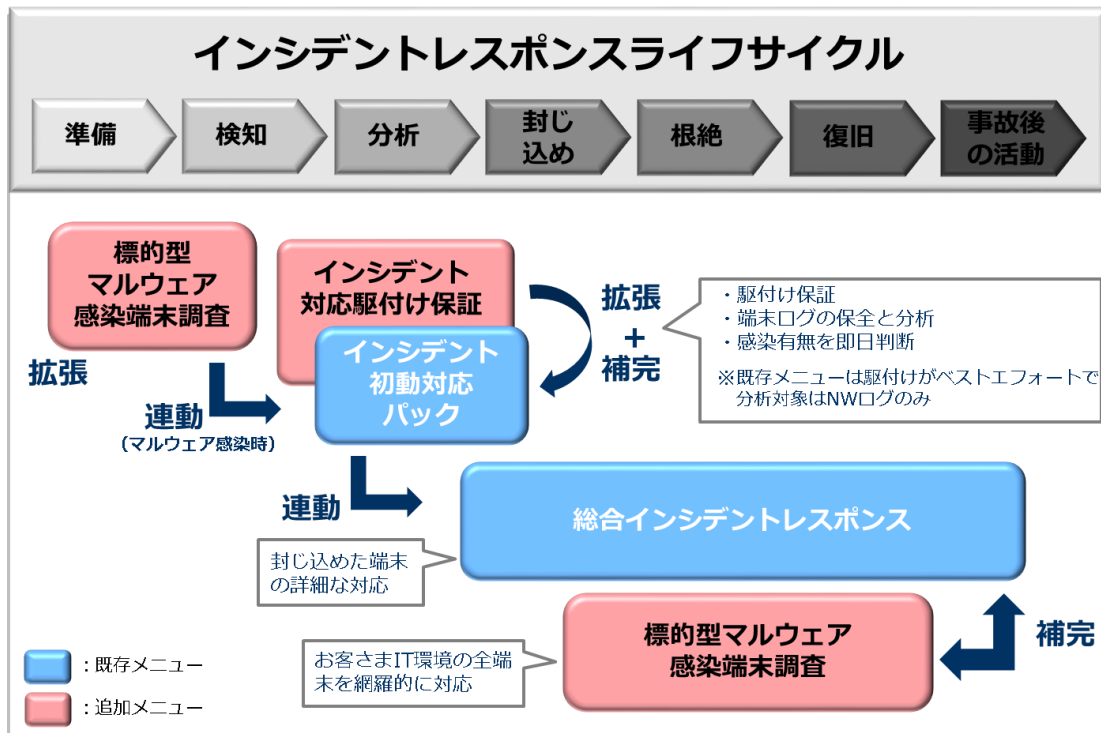 インシデントレスポンスライフサイクル
準備
検知
分析
封じ
込め
根絶
復旧
事故後
の活動
標的型
マルウェア
感染端末調査
拡張
インシデント
対応駆付け保証
インシデント
初動対応
パック
拡張
+
補完
・駆付け保証
・端末ログの保全と分析
・感染有無を即日判断
※既存メニューは駆付けがベストエフォートで
分析対象はNWログのみ
連動
(マルウェア感染時)
連動
総合インシデントレスポンス
封じ込めた端末
の詳細な対応
標的型マルウェア
感染端末調査
補完
お客さまIT環境の全端
末を網羅的に対応
:既存メニュー
:追加メニュー